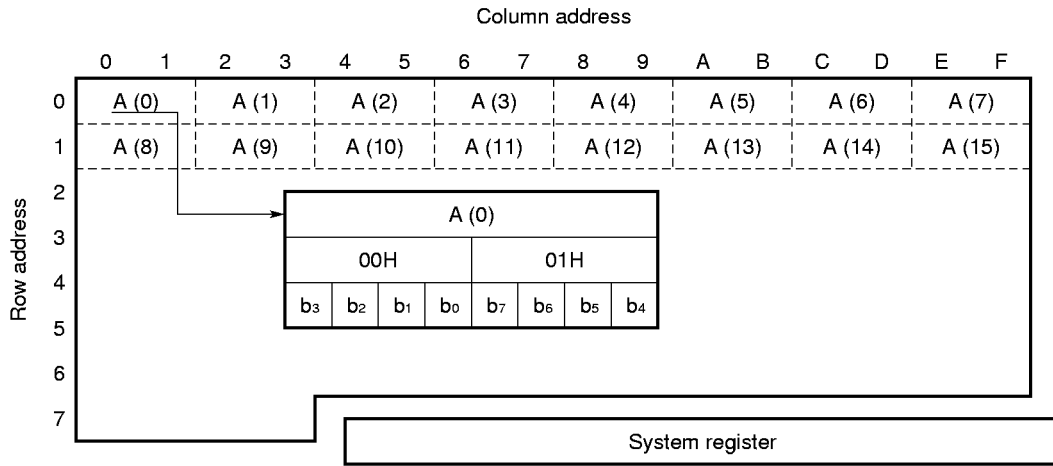 Column address
0 1 2 3 4 5 6 7 8 9 A B C D E F
0 A (0) A (1) A (2) A (3) A (4) A (5) A (6) A (7)
1 A (8) A (9) A (10) A (11) A (12) A (13) A (14) A (15)
2
A (0)
3
00H 01H
4
b3 b2 b1 b0 b7 b6 b5 b4
5
6
7
Row address
System register